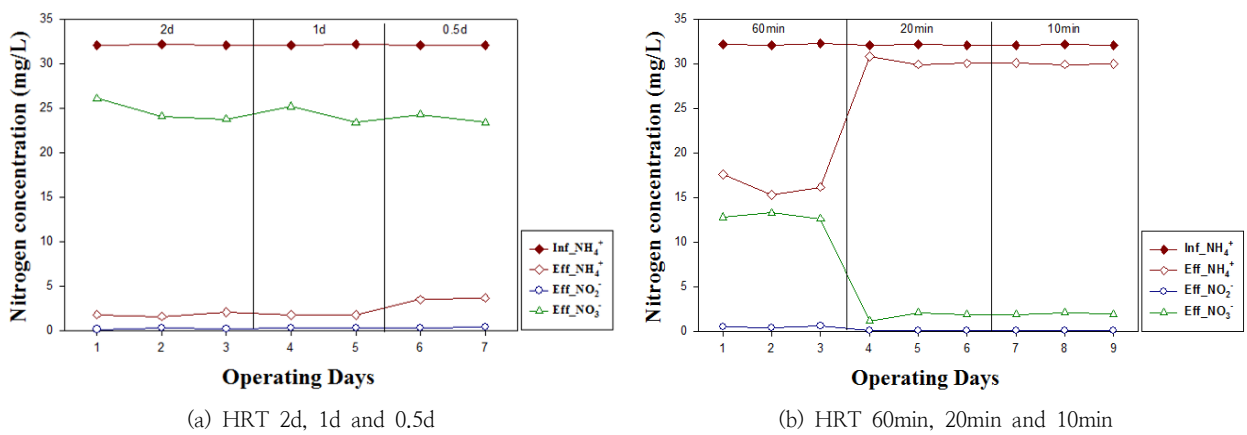 35
30
25
20
15
10
5
0
Nitrogen concentration (mg/L)
2d 1d 0.5d
1 2 3 4 5 6 7
Operating Days
Inf_NH₄⁺
Eff_NH₄⁺
Eff_NO₂⁻
Eff_NO₃⁻
(a) HRT 2d, 1d and 0.5d
35
30
25
20
15
10
5
0
Nitrogen concentration (mg/L)
60min 20min 10min
1 2 3 4 5 6 7 8 9
Operating Days
Inf_NH₄⁺
Eff_NH₄⁺
Eff_NO₂⁻
Eff_NO₃⁻
(b) HRT 60min, 20min and 10min